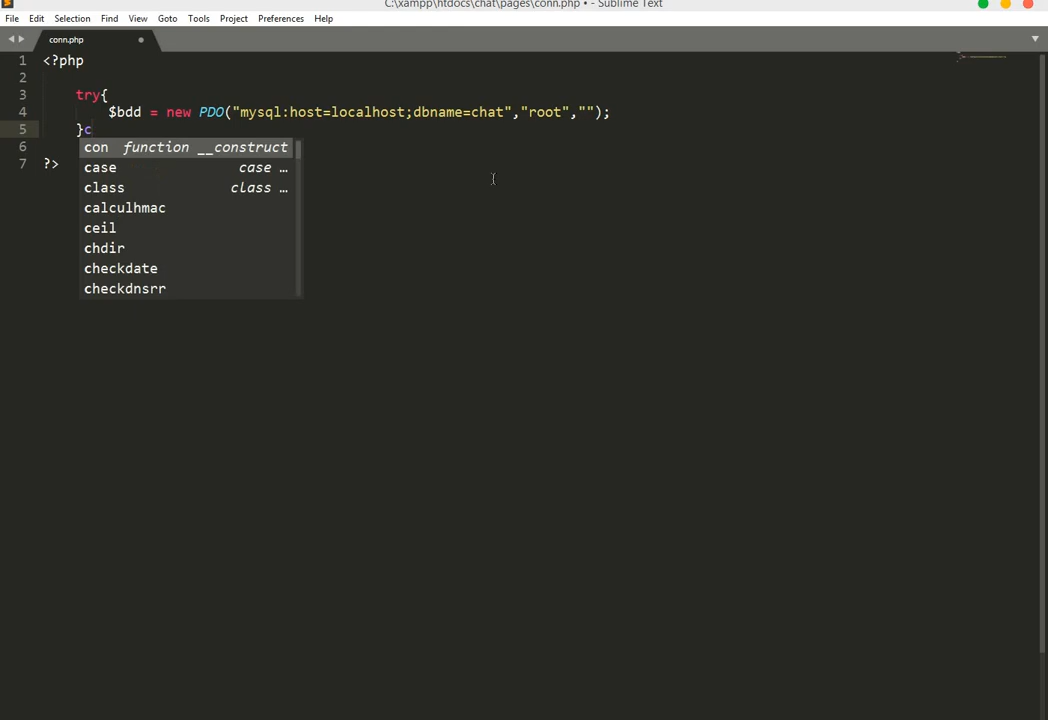 C:\xampp\htdocs\chat\pages\conn.php • - Sublime Text
File Edit Selection Find View Goto Tools Project Preferences Help
conn.php
1 <?php
2
3 try{
4 $bdd = new PDO("mysql:host=localhost;dbname=chat","root","");
5 }c
6
7 ?>
con function __construct
case case …
class class …
calculhmac
ceil
chdir
checkdate
checkdnsrr